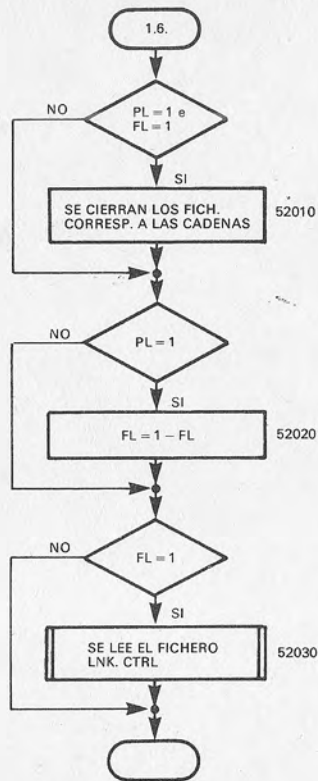 1.6.
NO
PL = 1 e
FL = 1
SI
SE CIERRAN LOS FICH.
CORRESP. A LAS CADENAS
52010
NO
PL = 1
SI
FL = 1 – FL
52020
NO
FL = 1
SI
SE LEE EL FICHERO
LNK. CTRL
52030